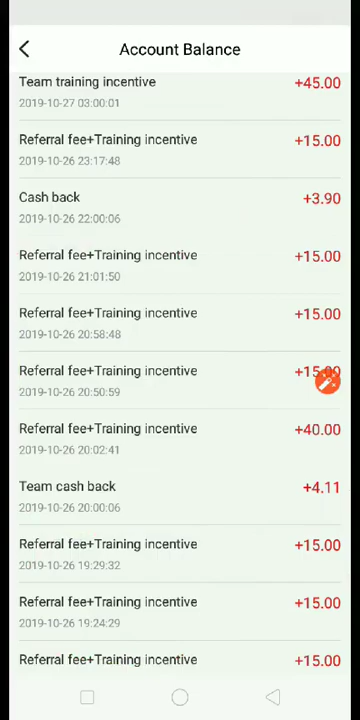 Account Balance
Team training incentive +45.00
2019-10-27 03:00:01
Referral fee+Training incentive +15.00
2019-10-26 23:17:48
Cash back +3.90
2019-10-26 22:00:06
Referral fee+Training incentive +15.00
2019-10-26 21:01:50
Referral fee+Training incentive +15.00
2019-10-26 20:58:48
Referral fee+Training incentive +15.00
2019-10-26 20:50:59
Referral fee+Training incentive +40.00
2019-10-26 20:02:41
Team cash back +4.11
2019-10-26 20:00:06
Referral fee+Training incentive +15.00
2019-10-26 19:29:32
Referral fee+Training incentive +15.00
2019-10-26 19:24:29
Referral fee+Training incentive +15.00